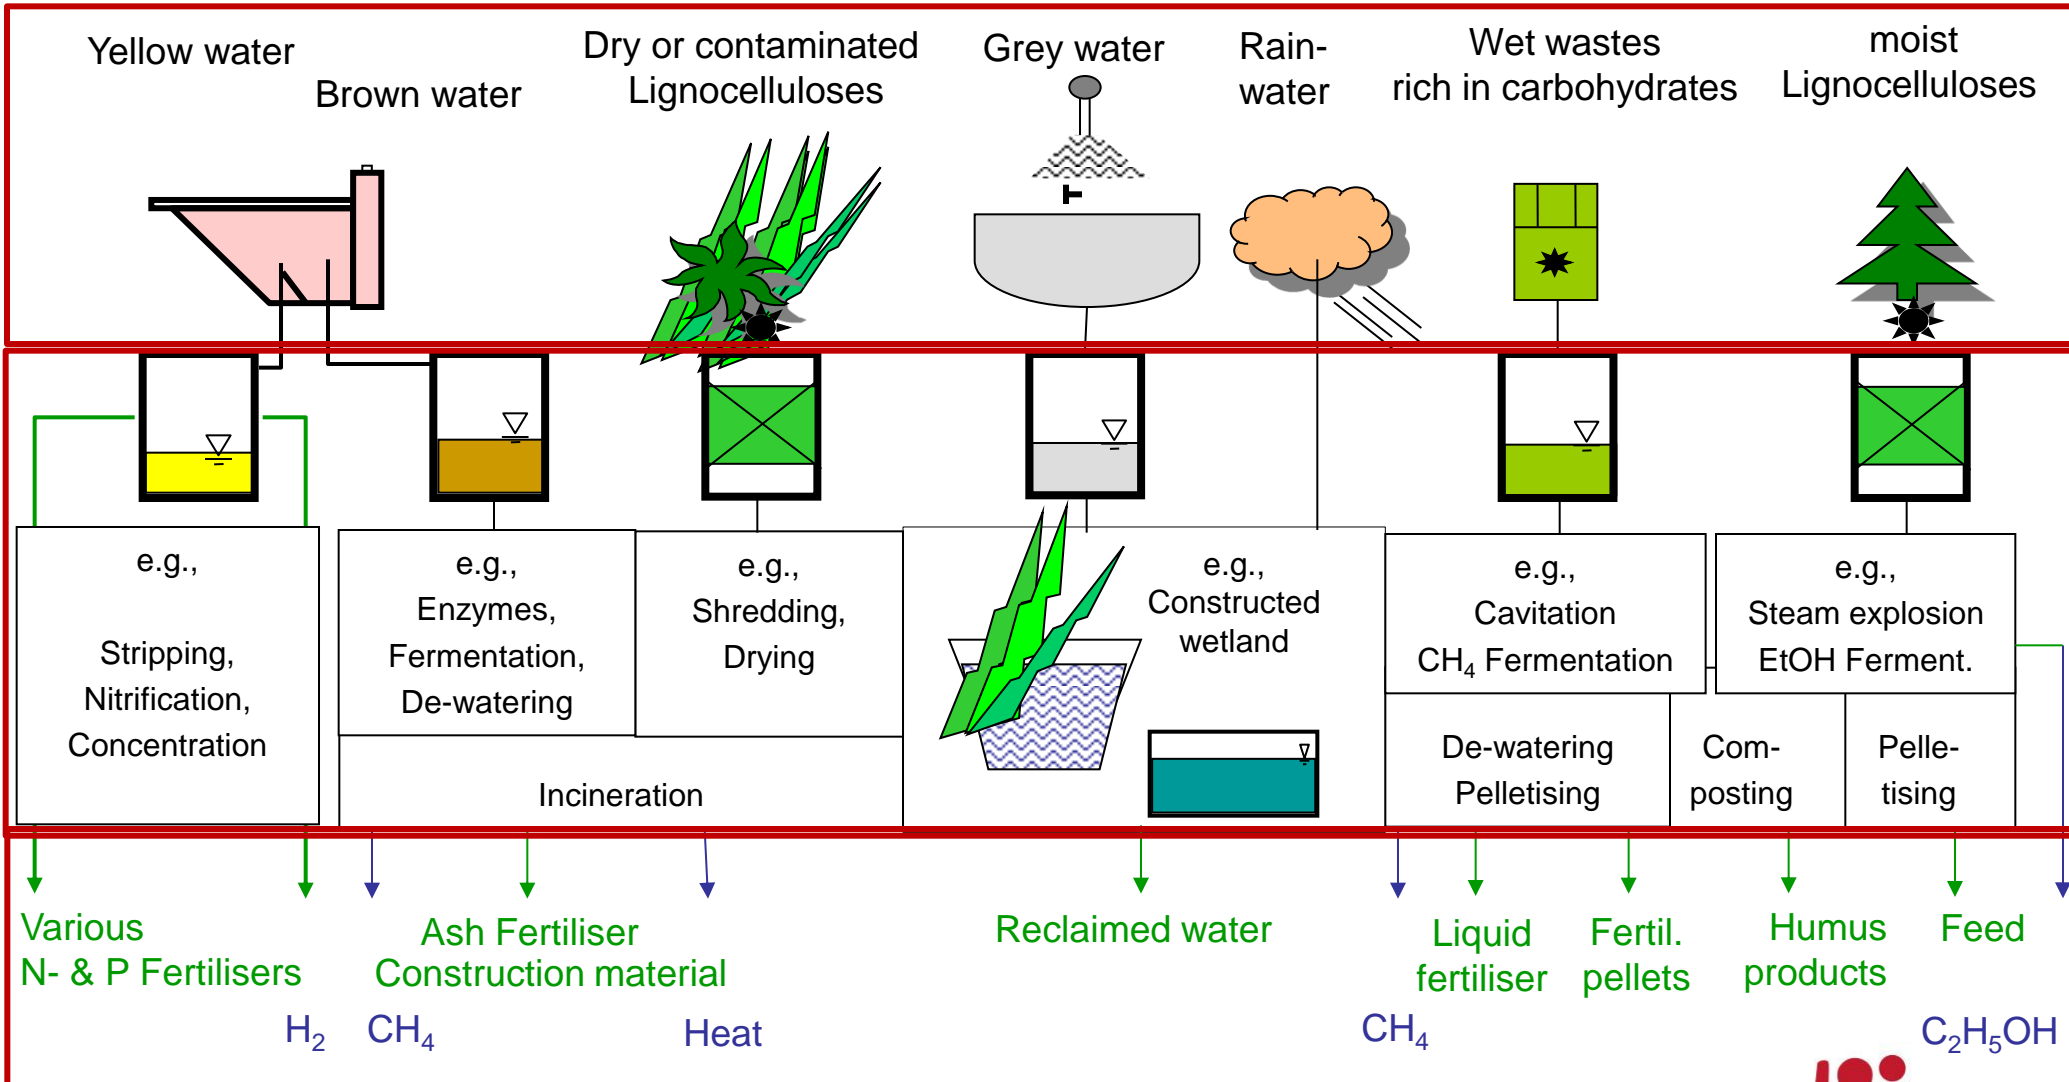 Yellow water
Brown water
Dry or contaminated
Lignocelluloses
Grey water
Rain-
water
Wet wastes
rich in carbohydrates
moist
Lignocelluloses
e.g.,
Stripping,
Nitrification,
Concentration
e.g.,
Enzymes,
Fermentation,
De-watering
e.g.,
Shredding,
Drying
Incineration
e.g.,
Constructed
wetland
e.g.,
Cavitation
CH₄ Fermentation
De-watering
Pelletising
e.g.,
Steam explosion
EtOH Ferment.
Com-
posting
Pelle-
tising
Various
N- & P Fertilisers
H₂
CH₄
Ash Fertiliser
Construction material
Heat
Reclaimed water
CH₄
Liquid
fertiliser
Fertil.
pellets
Humus
products
Feed
C₂H₅OH